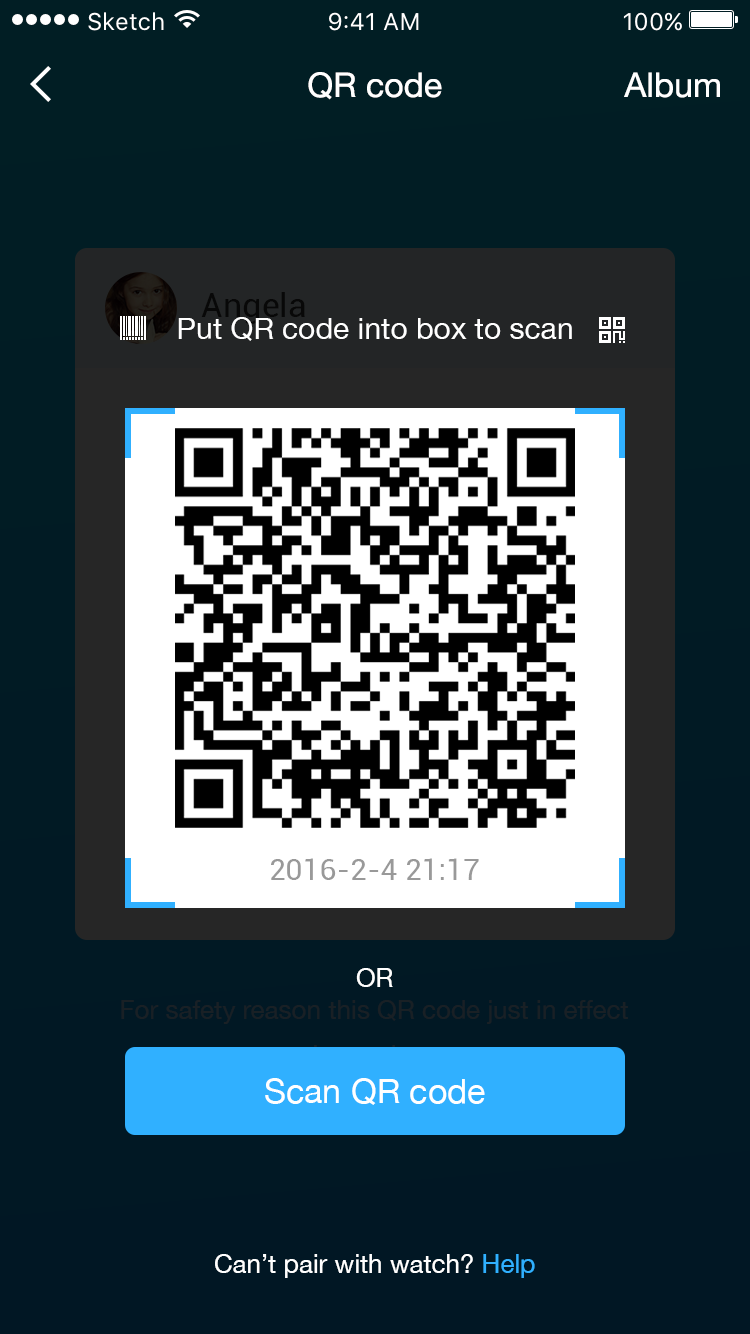 Sketch 9:41 AM 100%
QR code Album
Angela
Put QR code into box to scan
2016-2-4 21:17
OR
For safety reason this QR code just in effect
Scan QR code
Can't pair with watch? Help